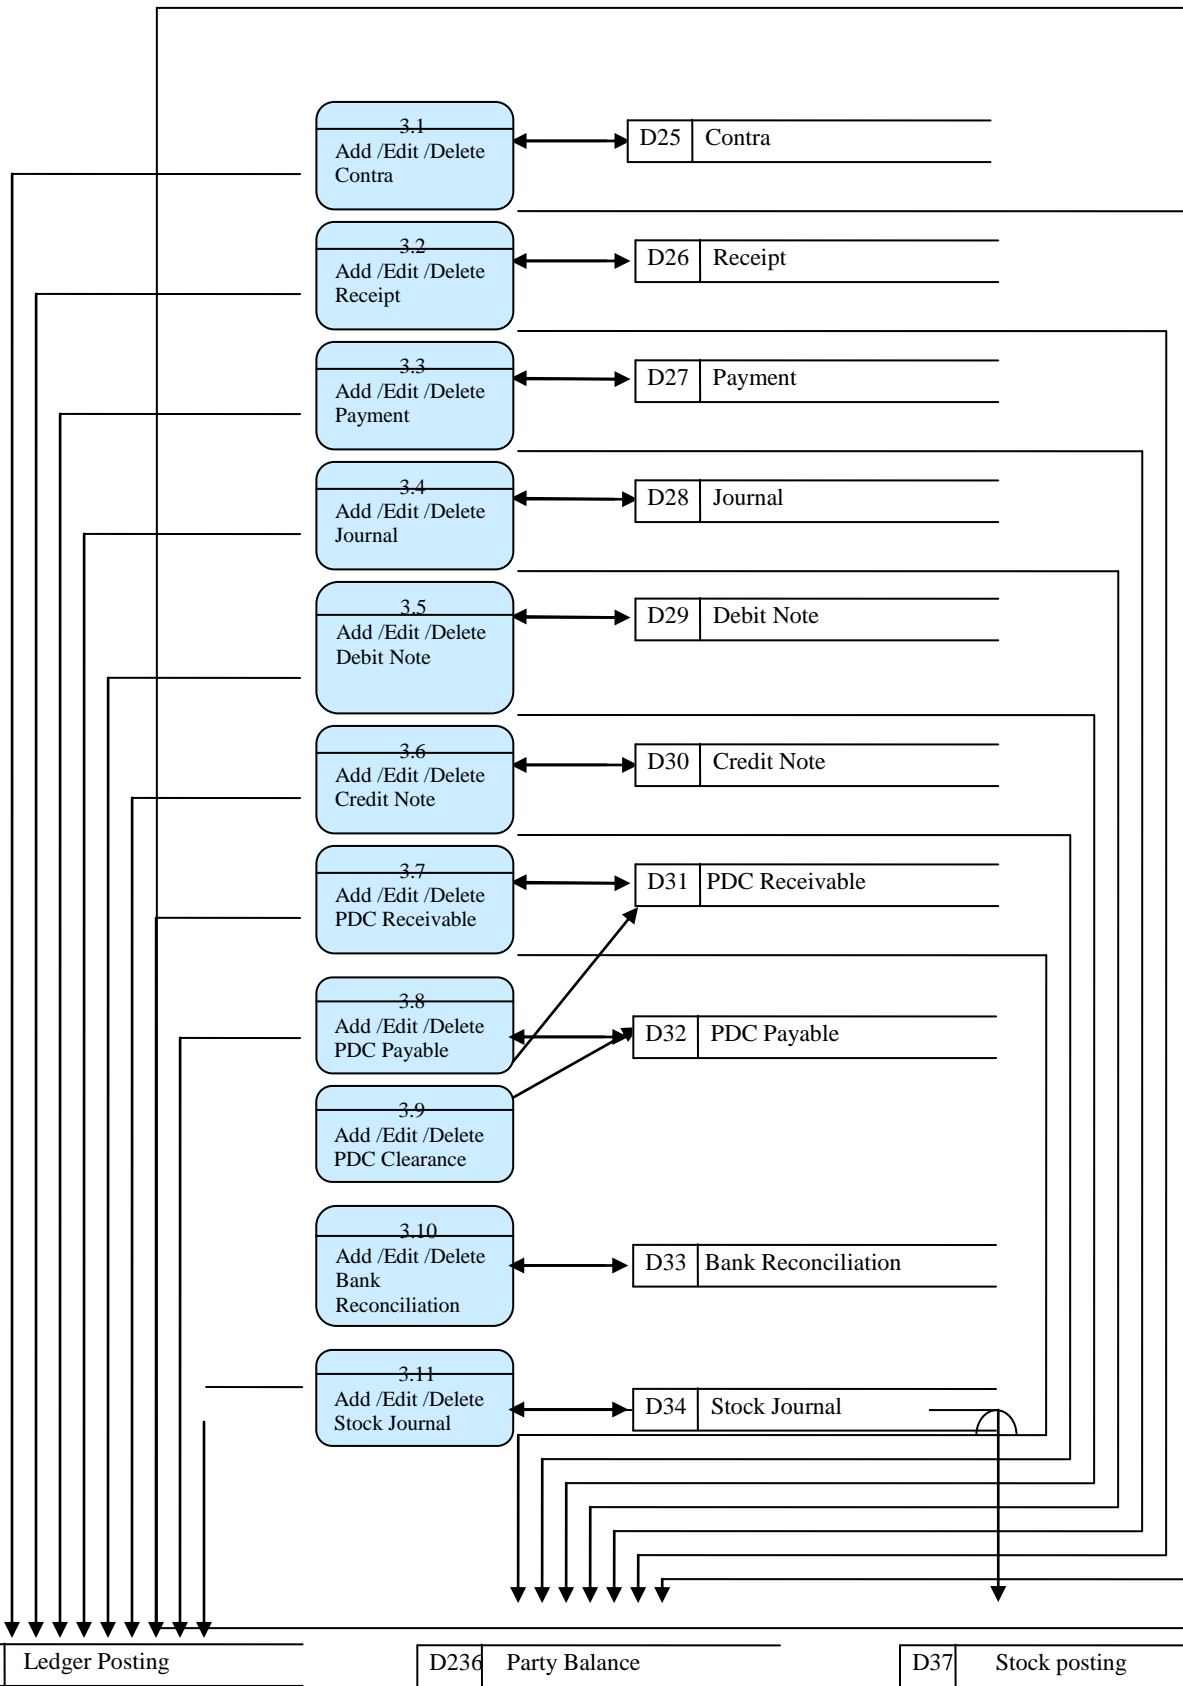 3.1
Add /Edit /Delete
Contra
D25 Contra
3.2
Add /Edit /Delete
Receipt
D26 Receipt
3.3
Add /Edit /Delete
Payment
D27 Payment
3.4
Add /Edit /Delete
Journal
D28 Journal
3.5
Add /Edit /Delete
Debit Note
D29 Debit Note
3.6
Add /Edit /Delete
Credit Note
D30 Credit Note
3.7
Add /Edit /Delete
PDC Receivable
D31 PDC Receivable
3.8
Add /Edit /Delete
PDC Payable
D32 PDC Payable
3.9
Add /Edit /Delete
PDC Clearance
3.10
Add /Edit /Delete
Bank
Reconciliation
D33 Bank Reconciliation
3.11
Add /Edit /Delete
Stock Journal
D34 Stock Journal
Ledger Posting
D236 Party Balance
D37 Stock posting